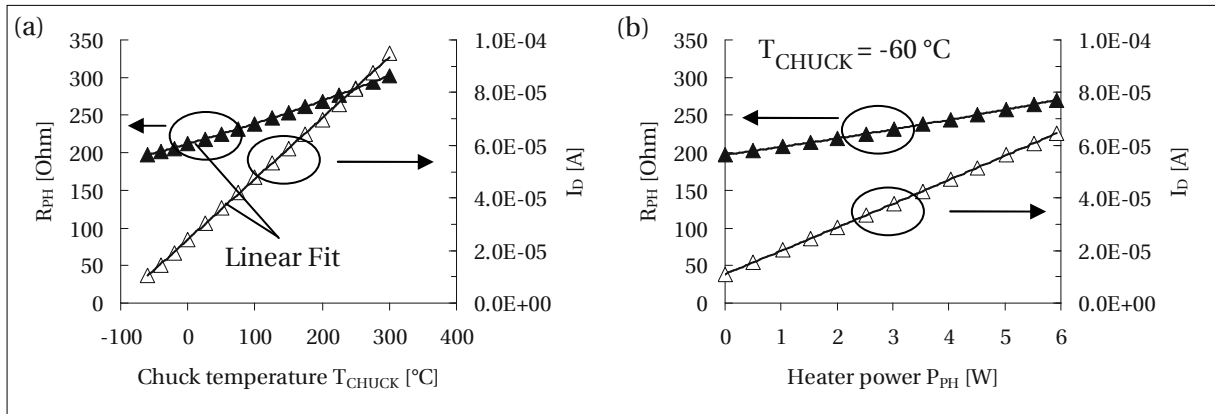 (a)
350
300
250
200
150
100
50
0
R_PH [Ohm]
1.0E-04
8.0E-05
6.0E-05
4.0E-05
2.0E-05
0.0E+00
I_D [A]
Linear Fit
-100 0 100 200 300 400
Chuck temperature T_CHUCK [°C]
(b)
T_CHUCK = -60 °C
350
300
250
200
150
100
50
0
R_PH [Ohm]
1.0E-04
8.0E-05
6.0E-05
4.0E-05
2.0E-05
0.0E+00
I_D [A]
0 1 2 3 4 5 6
Heater power P_PH [W]